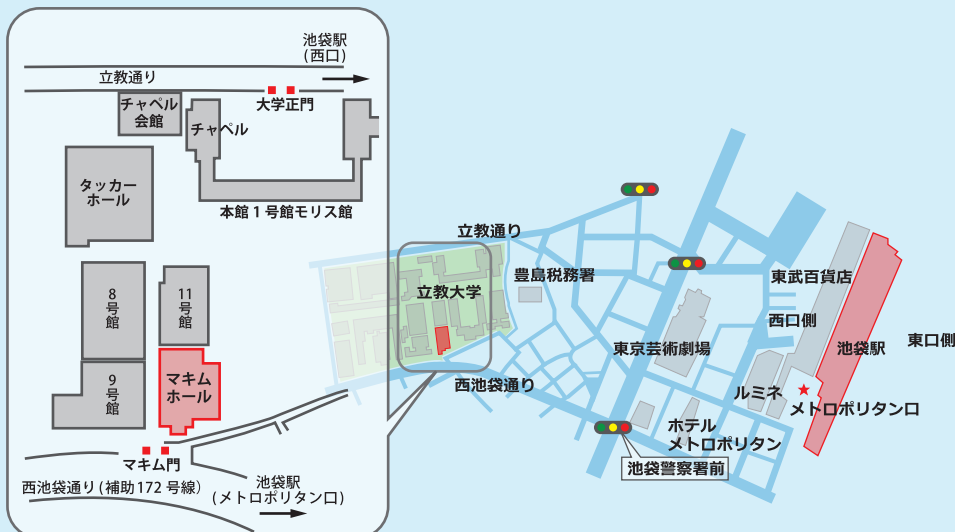 池袋駅
(西口)
立教通り
チャペル
会館
大学正門
チャペル
タッカー
ホール
本館1号館モリス館
8号館
11号館
9号館
マキム
ホール
マキム門
西池袋通り(補助172号線)
池袋駅
(メトロポリタン口)
立教通り
立教大学
豊島税務署
西池袋通り
東京芸術劇場
東武百貨店
西口側
池袋駅
東口側
ルミネ
メトロポリタン口
ホテル
メトロポリタン
池袋警察署前